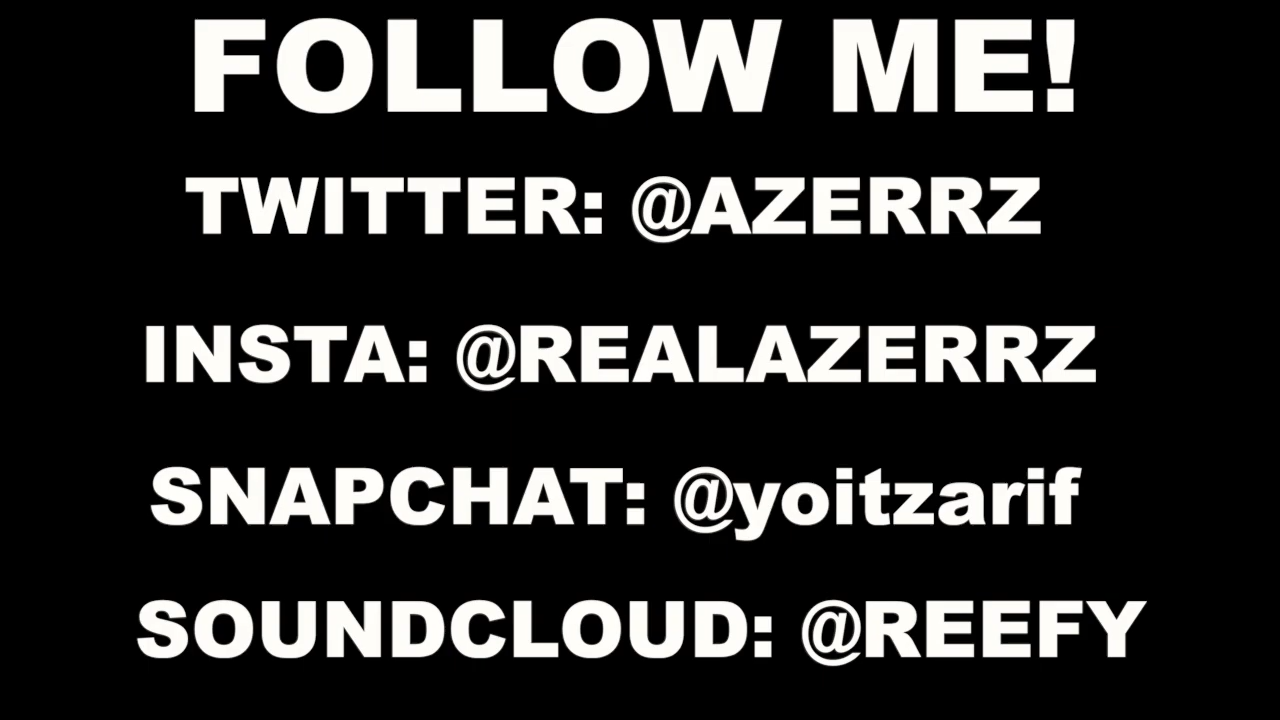 FOLLOW ME!
TWITTER: @AZERRZ
INSTA: @REALAZERRZ
SNAPCHAT: @yoitzarif
SOUNDCLOUD: @REEFY